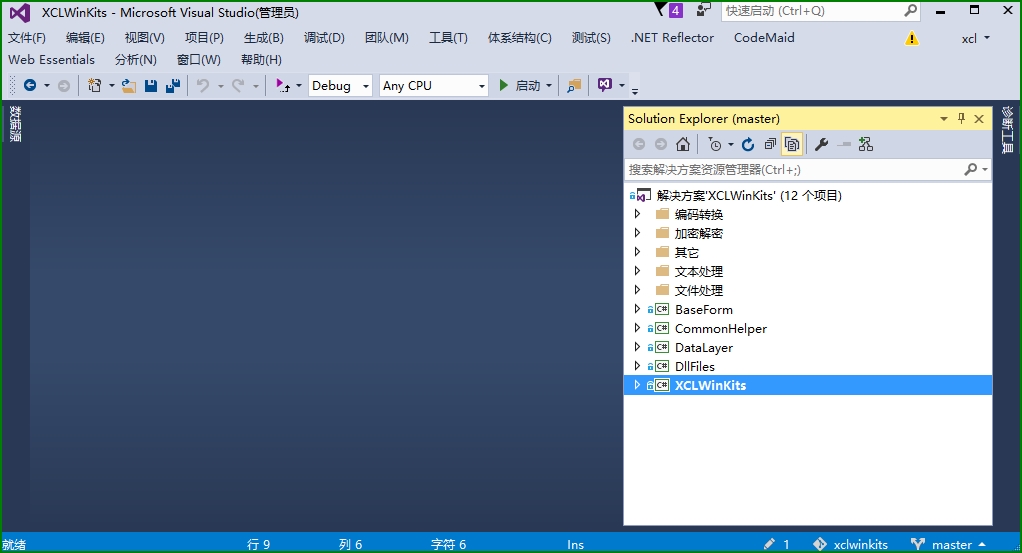 XCLWinKits - Microsoft Visual Studio(管理员)
4
快速启动 (Ctrl+Q)
文件(F) 编辑(E) 视图(V) 项目(P) 生成(B) 调试(D) 团队(M) 工具(T) 体系结构(C) 测试(S) .NET Reflector CodeMaid xcl
Web Essentials 分析(N) 窗口(W) 帮助(H)
Debug Any CPU 启动
数据源
Solution Explorer (master)
搜索解决方案资源管理器(Ctrl+;)
解决方案'XCLWinKits' (12 个项目)
编码转换
加密解密
其它
文本处理
文件处理
C# BaseForm
C# CommonHelper
C# DataLayer
C# DllFiles
C# XCLWinKits
诊断工具
就绪 行 9 列 6 字符 6 Ins 1 xclwinkits master